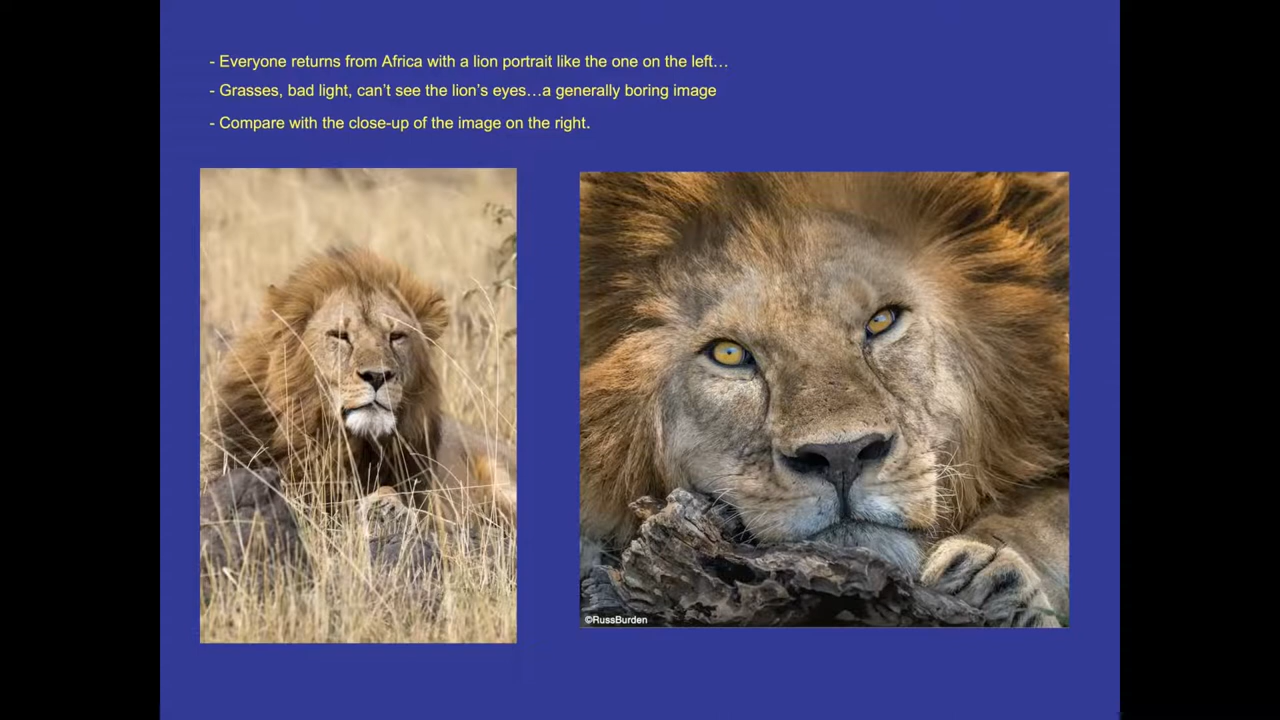 - Everyone returns from Africa with a lion portrait like the one on the left…
- Grasses, bad light, can’t see the lion’s eyes…a generally boring image
- Compare with the close-up of the image on the right.
©RussBurden